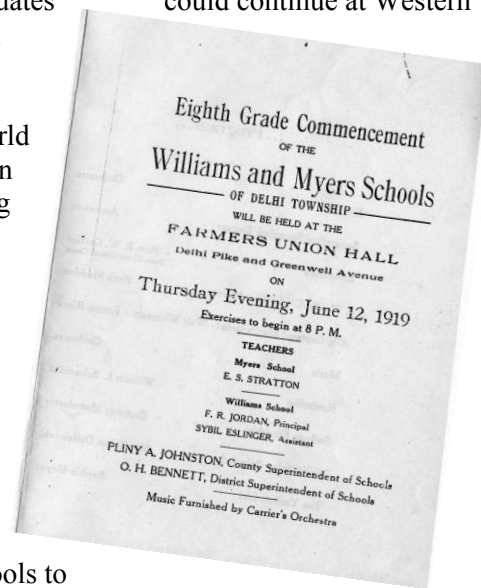 dates
could continue at Western
rld
n
g
Eighth Grade Commencement
OF THE
Williams and Myers Schools
OF DELHI TOWNSHIP
WILL BE HELD AT THE
FARMERS UNION HALL
Delhi Pike and Greenwell Avenue
ON
Thursday Evening, June 12, 1919
Exercises to begin at 8 P. M.
TEACHERS
Myers School
E. S. STRATTON
Williams School
F. R. JORDAN, Principal
SYBIL ESLINGER, Assistant
PLINY A. JOHNSTON, County Superintendent of Schools
O. H. BENNETT, District Superintendent of Schools
Music Furnished by Carrier's Orchestra
ools to